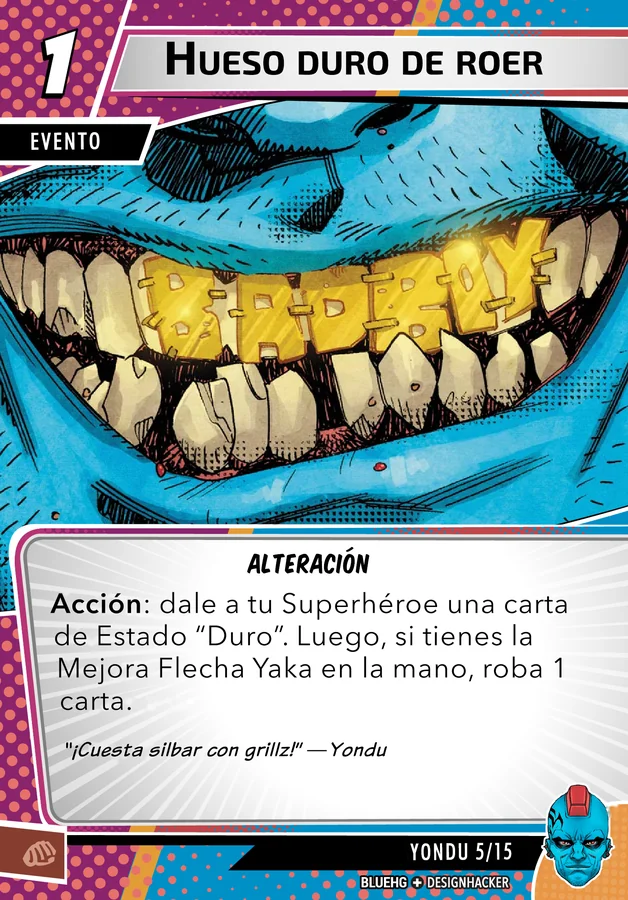 1
HUESO DURO DE ROER
EVENTO
BADBOY
ALTERACIÓN
Acción: dale a tu Superhéroe una carta
de Estado “Duro”. Luego, si tienes la
Mejora Flecha Yaka en la mano, roba 1
carta.
"¡Cuesta silbar con grillz!" —Yondu
YONDU 5/15
BLUEHG + DESIGNHACKER